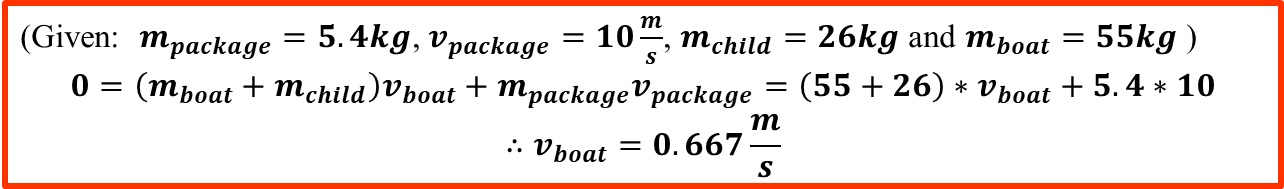 (Given: m_package = 5.4kg, v_package = 10 m/s, m_child = 26kg and m_boat = 55kg )
0 = (m_boat + m_child)v_boat + m_package v_package = (55 + 26) ∗ v_boat + 5.4 ∗ 10
∴ v_boat = 0.667 m/s